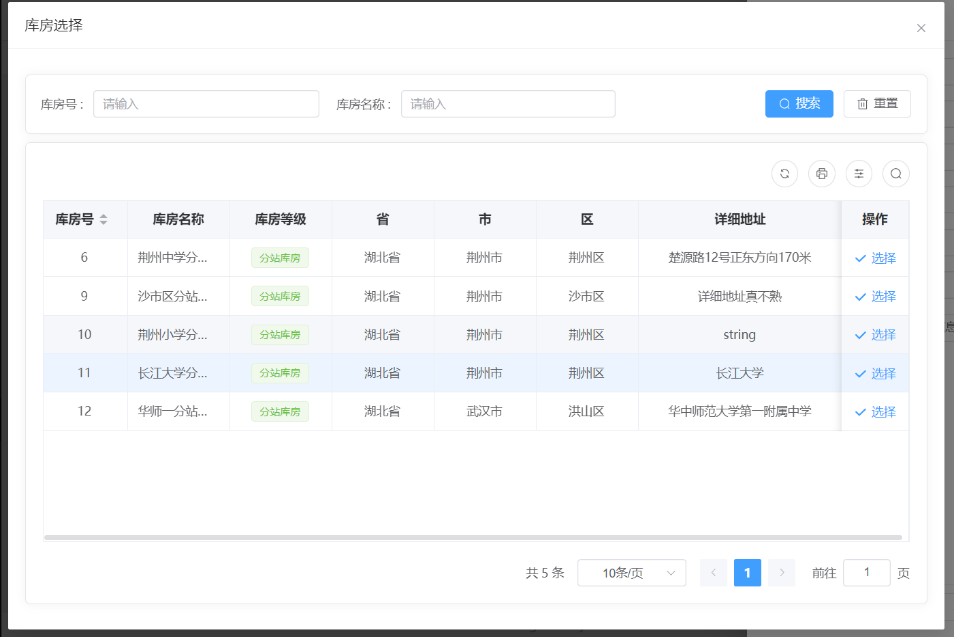 库房选择
库房号： 请输入 库房名称： 请输入 搜索 重置
库房号 库房名称 库房等级 省 市 区 详细地址 操作
6 荆州中学分... 分站库房 湖北省 荆州市 荆州区 楚源路12号正东方向170米 选择
9 沙市区分站... 分站库房 湖北省 荆州市 沙市区 详细地址真不熟 选择
10 荆州小学分... 分站库房 湖北省 荆州市 荆州区 string 选择
11 长江大学分... 分站库房 湖北省 荆州市 荆州区 长江大学 选择
12 华师一分站... 分站库房 湖北省 武汉市 洪山区 华中师范大学第一附属中学 选择
共 5 条 10条/页 1 前往 1 页